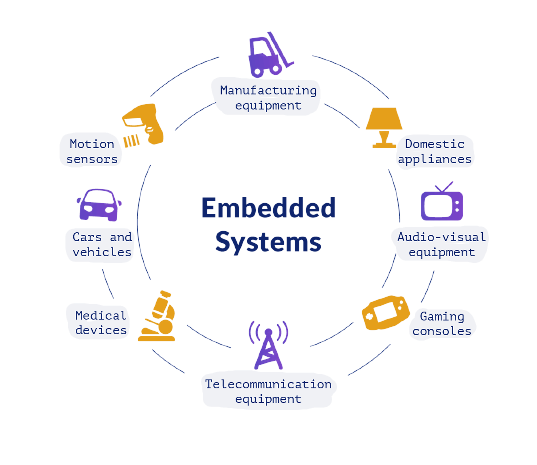 Manufacturing
equipment
Motion
sensors
Domestic
appliances
Embedded
Systems
Cars and
vehicles
Audio-visual
equipment
Medical
devices
Gaming
consoles
Telecommunication
equipment